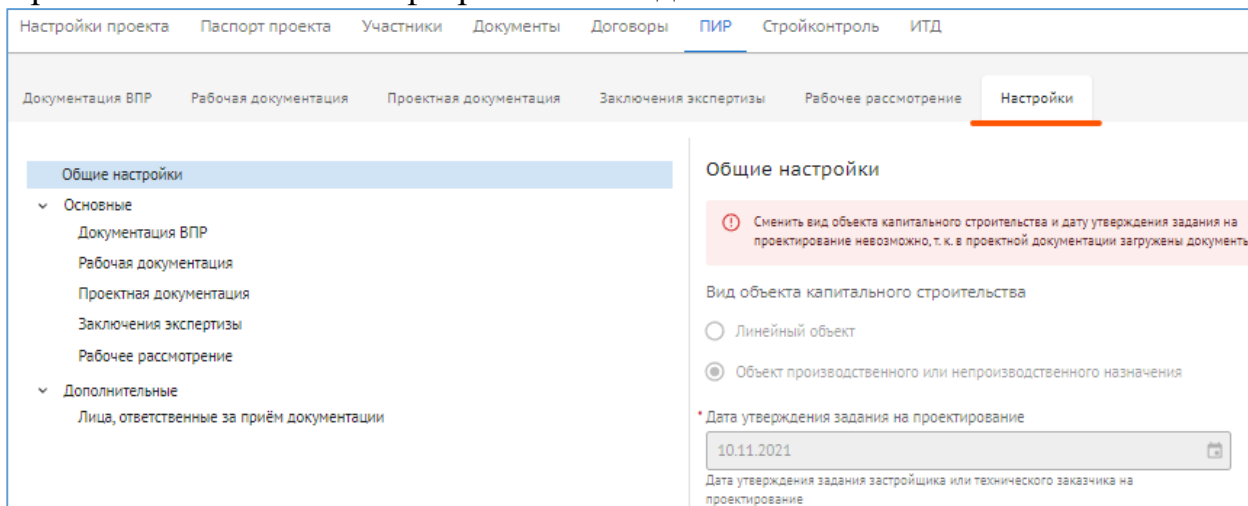 Настройки проекта Паспорт проекта Участники Документы Договоры ПИР Стройконтроль ИТД
Документация ВПР Рабочая документация Проектная документация Заключения экспертизы Рабочее рассмотрение Настройки
Общие настройки
Основные
Документация ВПР
Рабочая документация
Проектная документация
Заключения экспертизы
Рабочее рассмотрение
Дополнительные
Лица, ответственные за приём документации
Общие настройки
Сменить вид объекта капитального строительства и дату утверждения задания на
проектирование невозможно, т. к. в проектной документации загружены документы
Вид объекта капитального строительства
Линейный объект
Объект производственного или непроизводственного назначения
* Дата утверждения задания на проектирование
10.11.2021
Дата утверждения задания застройщика или технического заказчика на
проектирование